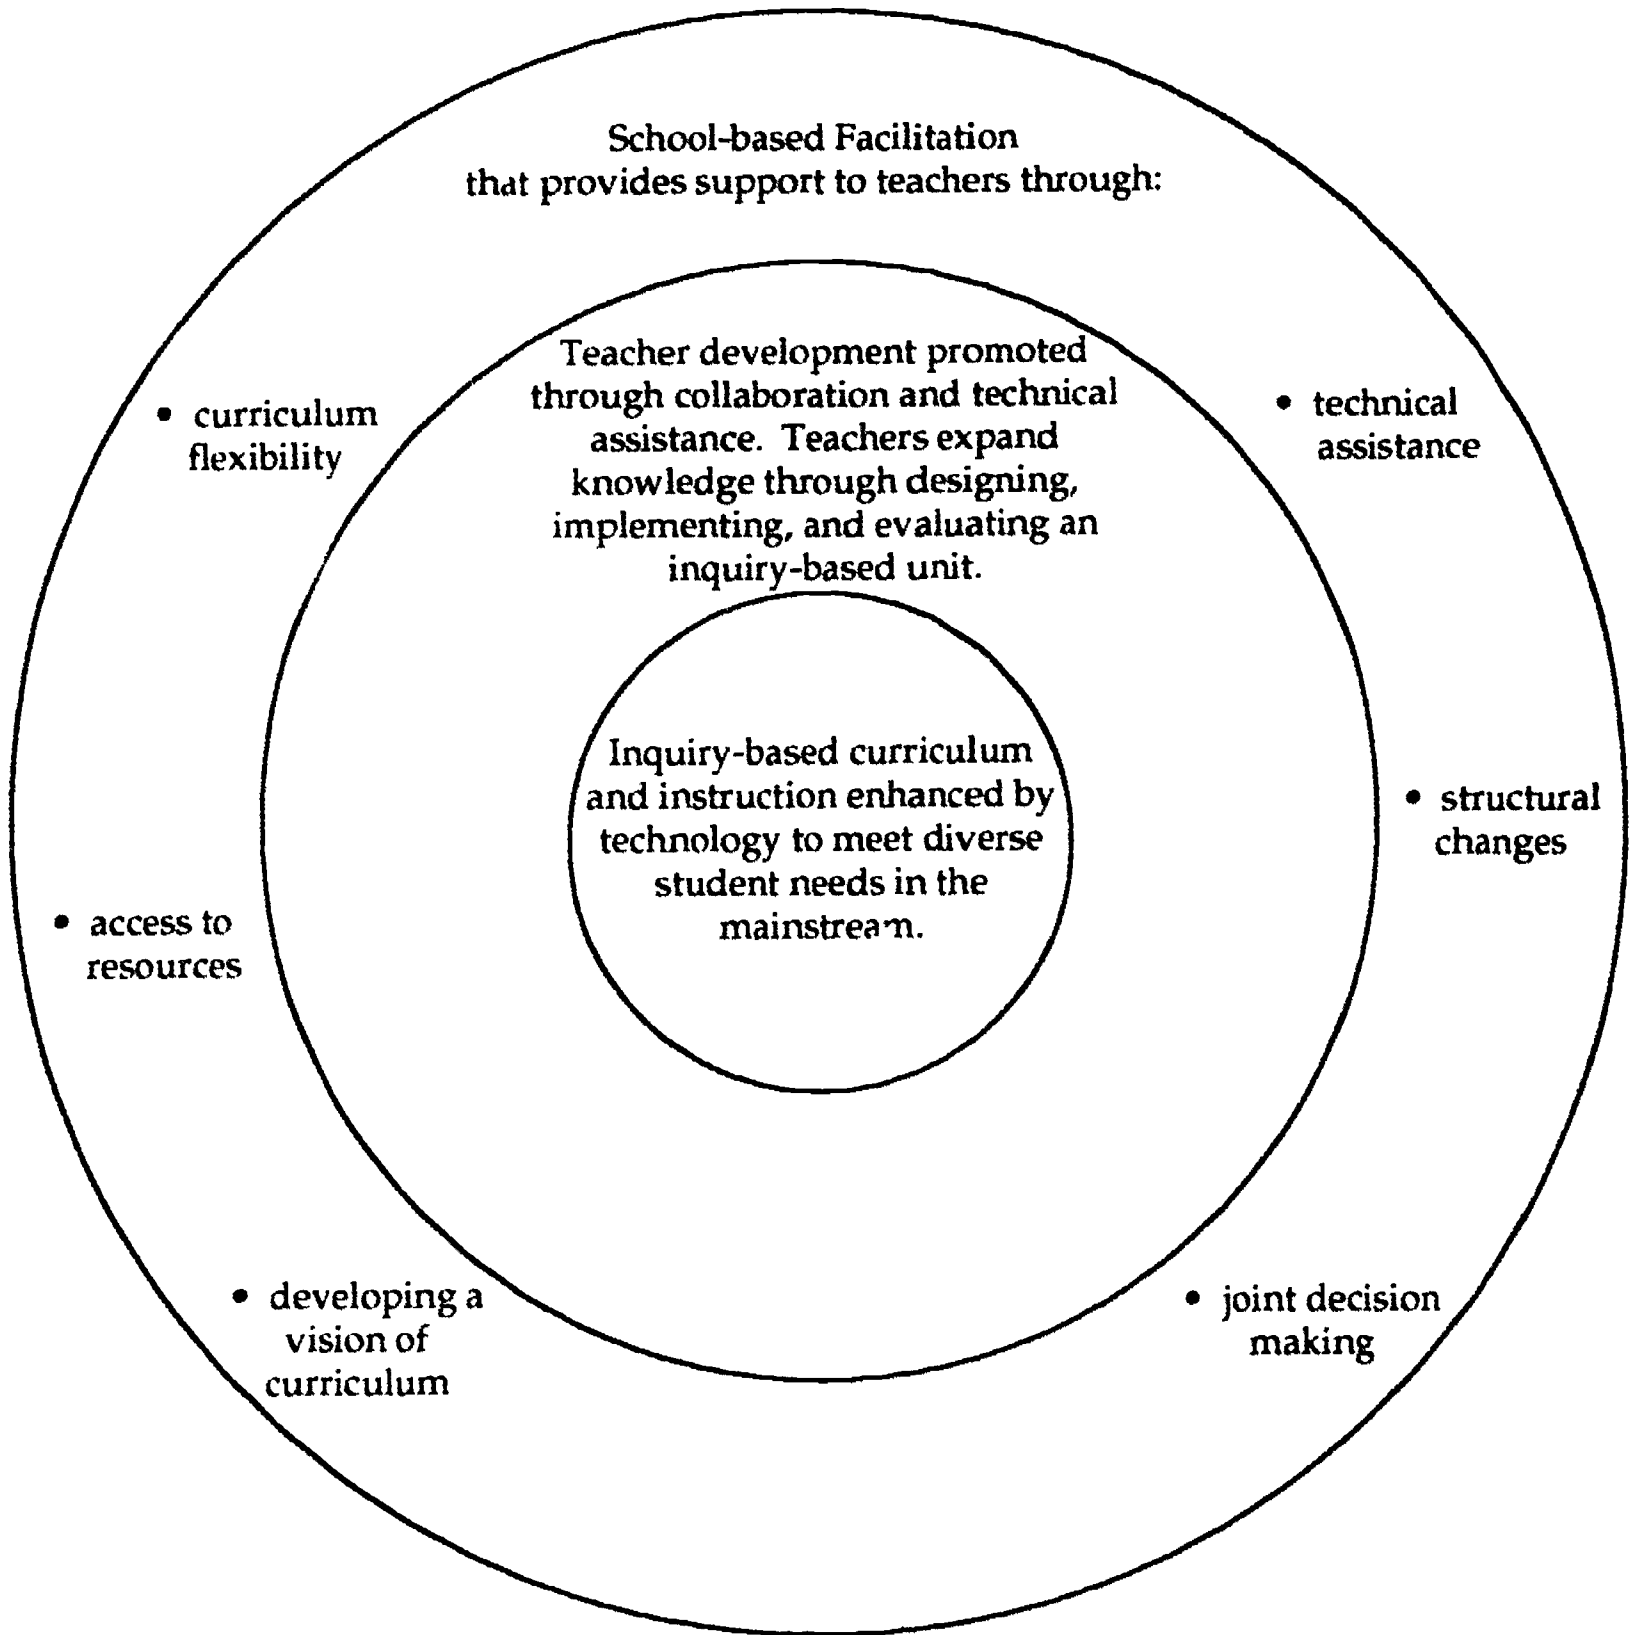 School-based Facilitation
that provides support to teachers through:
Teacher development promoted
through collaboration and technical
assistance. Teachers expand
knowledge through designing,
implementing, and evaluating an
inquiry-based unit.
• curriculum
flexibility
• technical
assistance
Inquiry-based curriculum
and instruction enhanced by
technology to meet diverse
student needs in the
mainstream.
• structural
changes
• access to
resources
• developing a
vision of
curriculum
• joint decision
making